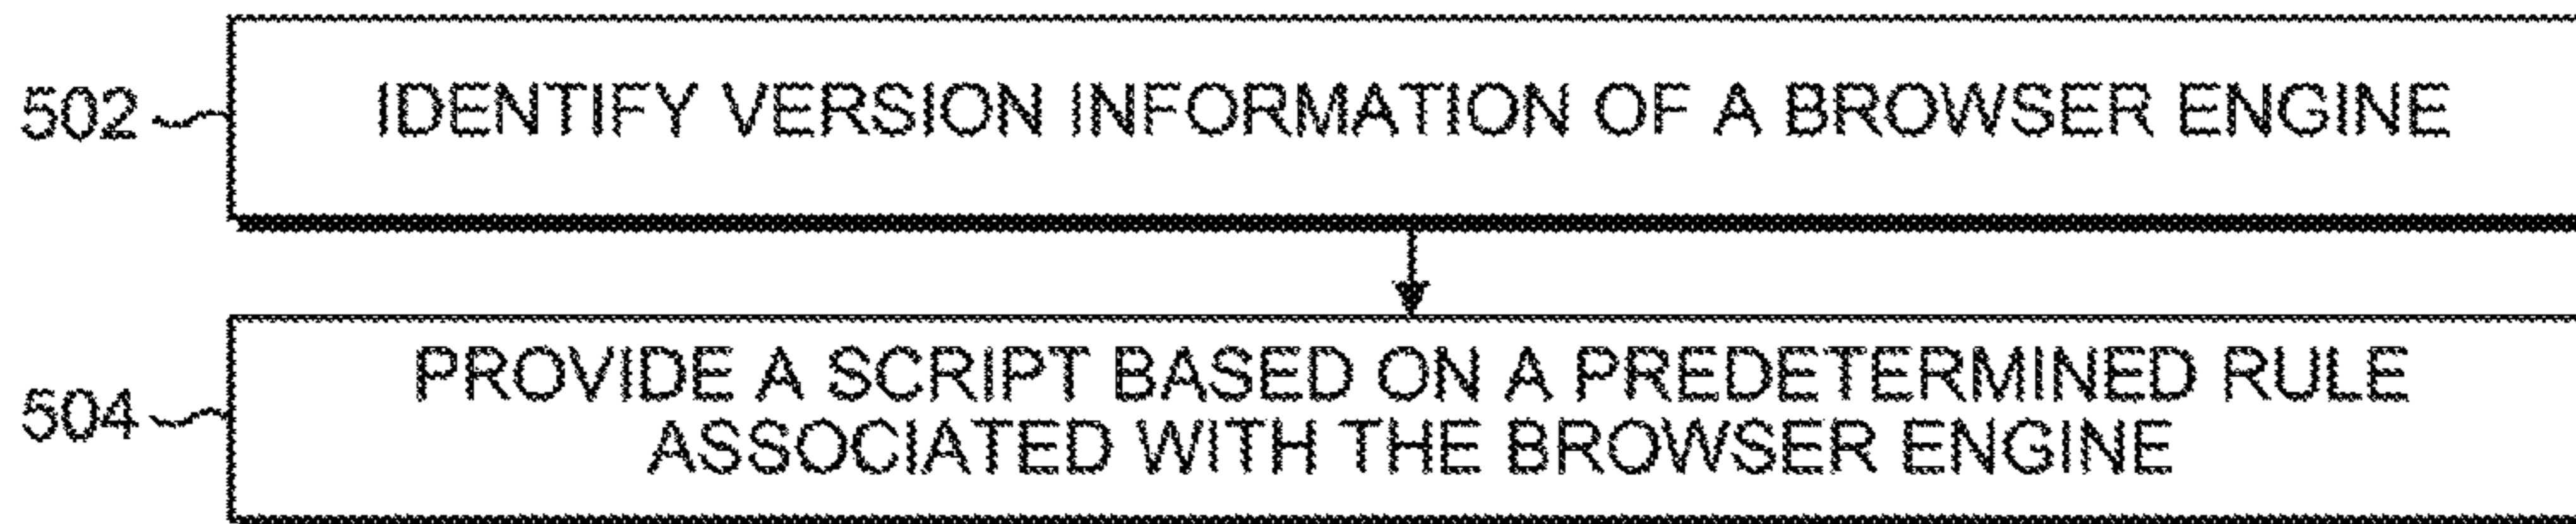 502
IDENTIFY VERSION INFORMATION OF A BROWSER ENGINE
504
PROVIDE A SCRIPT BASED ON A PREDETERMINED RULE
ASSOCIATED WITH THE BROWSER ENGINE